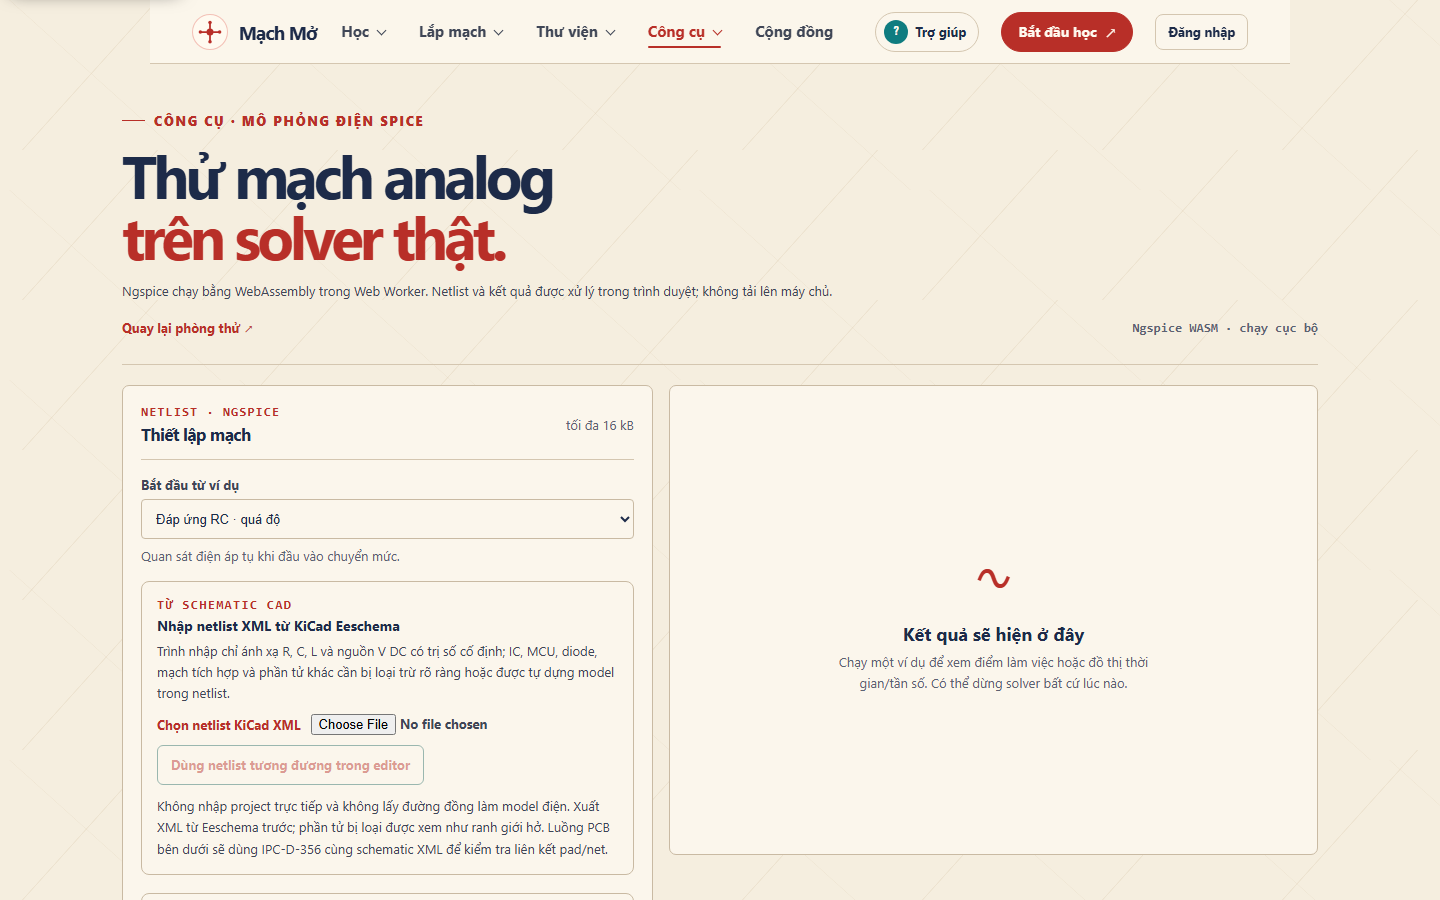 Mạch Mở
Học
Lắp mạch
Thư viện
Công cụ
Cộng đồng
? Trợ giúp
Bắt đầu học ↗
Đăng nhập
CÔNG CỤ · MÔ PHỎNG ĐIỆN SPICE
Thử mạch analog
trên solver thật.
Ngspice chạy bằng WebAssembly trong Web Worker. Netlist và kết quả được xử lý trong trình duyệt; không tải lên máy chủ.
Quay lại phòng thử ↗
Ngspice WASM · chạy cục bộ
NETLIST · NGSPICE
Thiết lập mạch
tối đa 16 kB
Bắt đầu từ ví dụ
Đáp ứng RC · quá độ
Quan sát điện áp tụ khi đầu vào chuyển mức.
TỪ SCHEMATIC CAD
Nhập netlist XML từ KiCad Eeschema
Trình nhập chỉ ánh xạ R, C, L và nguồn V DC có trị số cố định; IC, MCU, diode,
mạch tích hợp và phần tử khác cần bị loại trừ rõ ràng hoặc được tự dựng model
trong netlist.
Chọn netlist KiCad XML Choose File No file chosen
Dùng netlist tương đương trong editor
Không nhập project trực tiếp và không lấy đường đồng làm model điện. Xuất
XML từ Eeschema trước; phần tử bị loại được xem như ranh giới hở. Luồng PCB
bên dưới sẽ dùng IPC-D-356 cùng schematic XML để kiểm tra liên kết pad/net.
Kết quả sẽ hiện ở đây
Chạy một ví dụ để xem điểm làm việc hoặc đồ thị thời
gian/tần số. Có thể dừng solver bất cứ lúc nào.